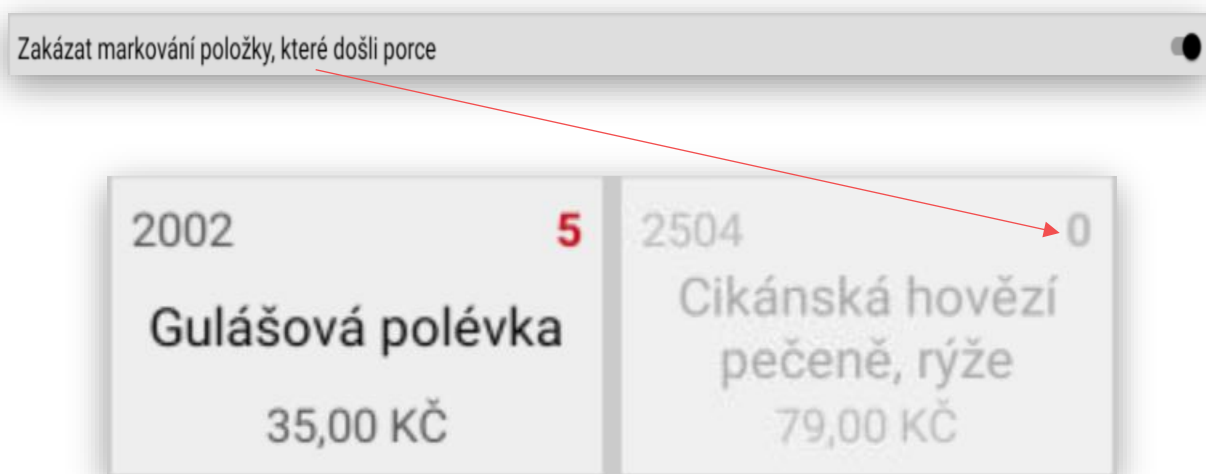 Zakázat markování položky, které došli porce
2002 5
Gulášová polévka
35,00 KČ
2504 0
Cikánská hovězí
pečeně, rýže
79,00 KČ